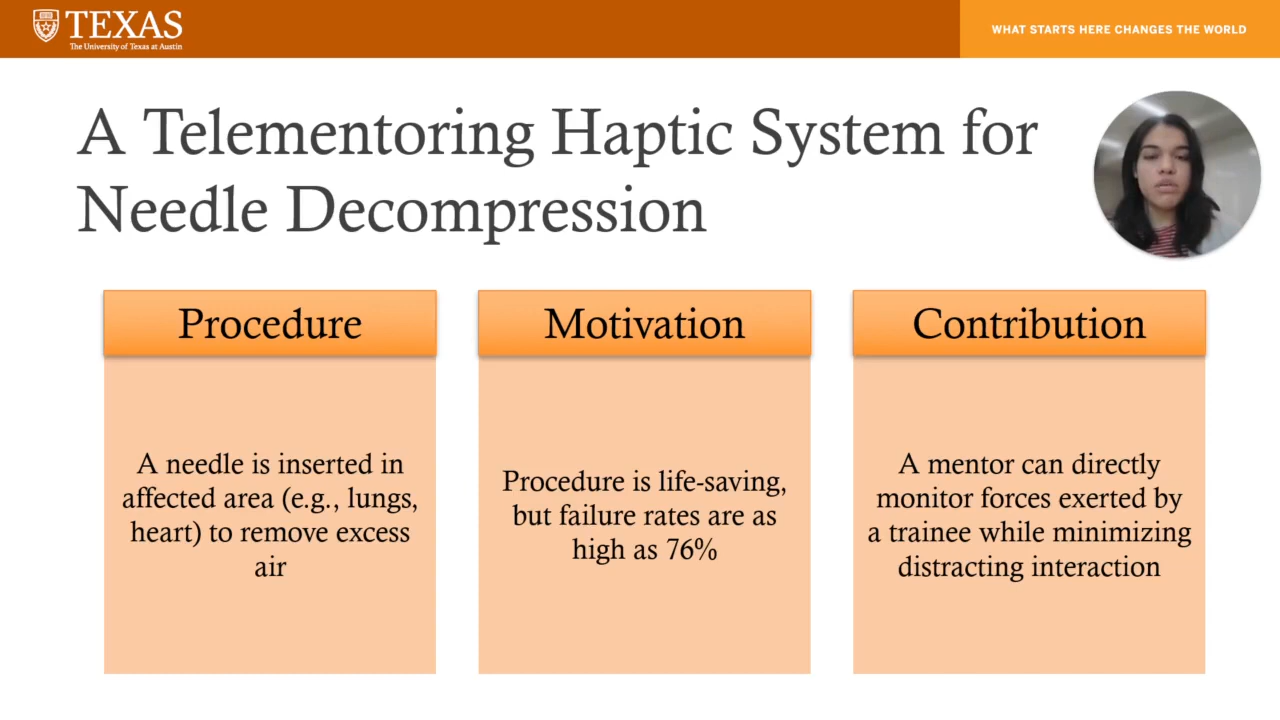 TEXAS
The University of Texas at Austin
WHAT STARTS HERE CHANGES THE WORLD
A Telementoring Haptic System for
Needle Decompression
Procedure
A needle is inserted in
affected area (e.g., lungs,
heart) to remove excess
air
Motivation
Procedure is life-saving,
but failure rates are as
high as 76%
Contribution
A mentor can directly
monitor forces exerted by
a trainee while minimizing
distracting interaction